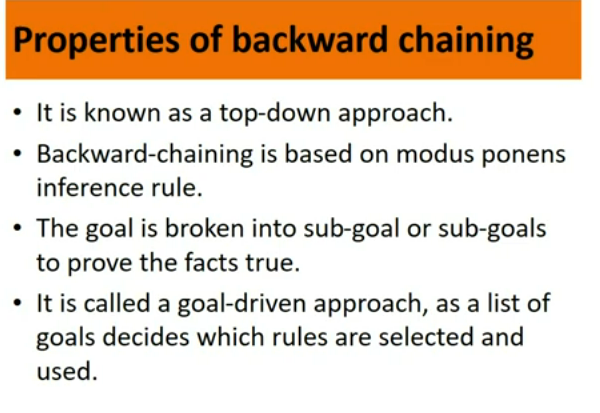 Properties of backward chaining
• It is known as a top-down approach.
• Backward-chaining is based on modus ponens
inference rule.
• The goal is broken into sub-goal or sub-goals
to prove the facts true.
• It is called a goal-driven approach, as a list of
goals decides which rules are selected and
used.